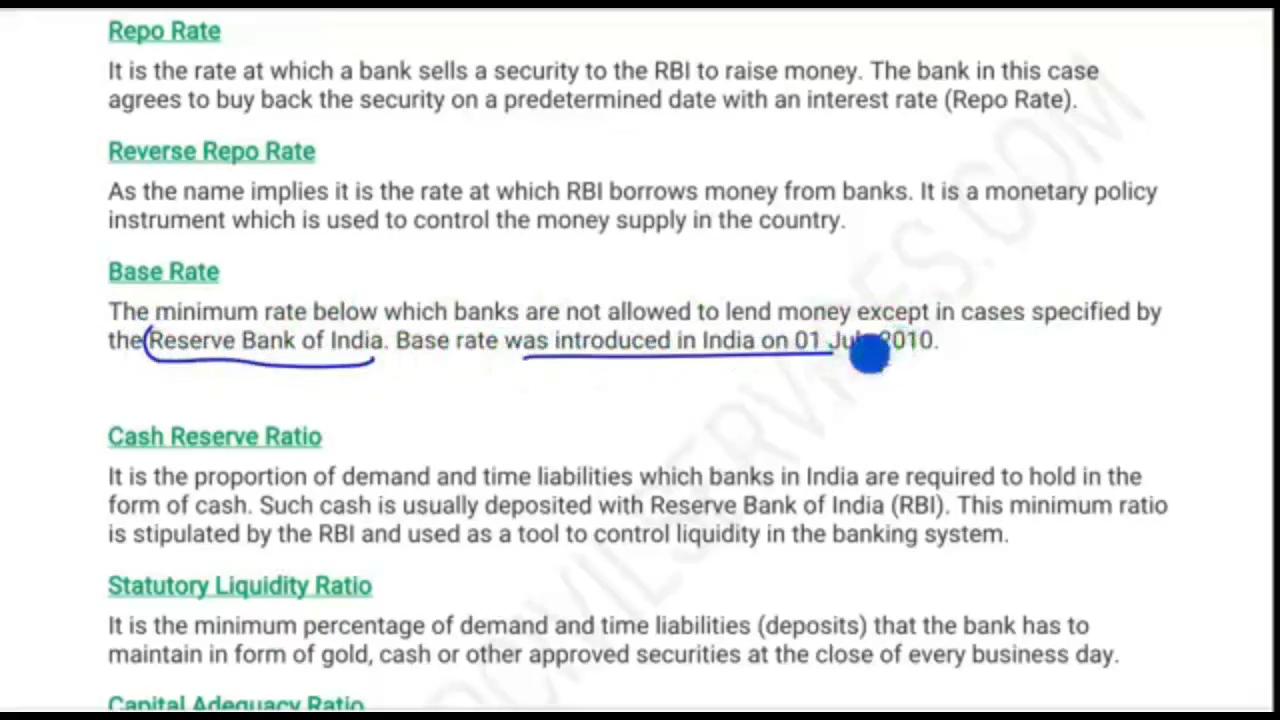 Repo Rate
It is the rate at which a bank sells a security to the RBI to raise money. The bank in this case
agrees to buy back the security on a predetermined date with an interest rate (Repo Rate).
Reverse Repo Rate
As the name implies it is the rate at which RBI borrows money from banks. It is a monetary policy
instrument which is used to control the money supply in the country.
Base Rate
The minimum rate below which banks are not allowed to lend money except in cases specified by
the Reserve Bank of India. Base rate was introduced in India on 01 July 2010.
Cash Reserve Ratio
It is the proportion of demand and time liabilities which banks in India are required to hold in the
form of cash. Such cash is usually deposited with Reserve Bank of India (RBI). This minimum ratio
is stipulated by the RBI and used as a tool to control liquidity in the banking system.
Statutory Liquidity Ratio
It is the minimum percentage of demand and time liabilities (deposits) that the bank has to
maintain in form of gold, cash or other approved securities at the close of every business day.
Capital Adequacy Ratio